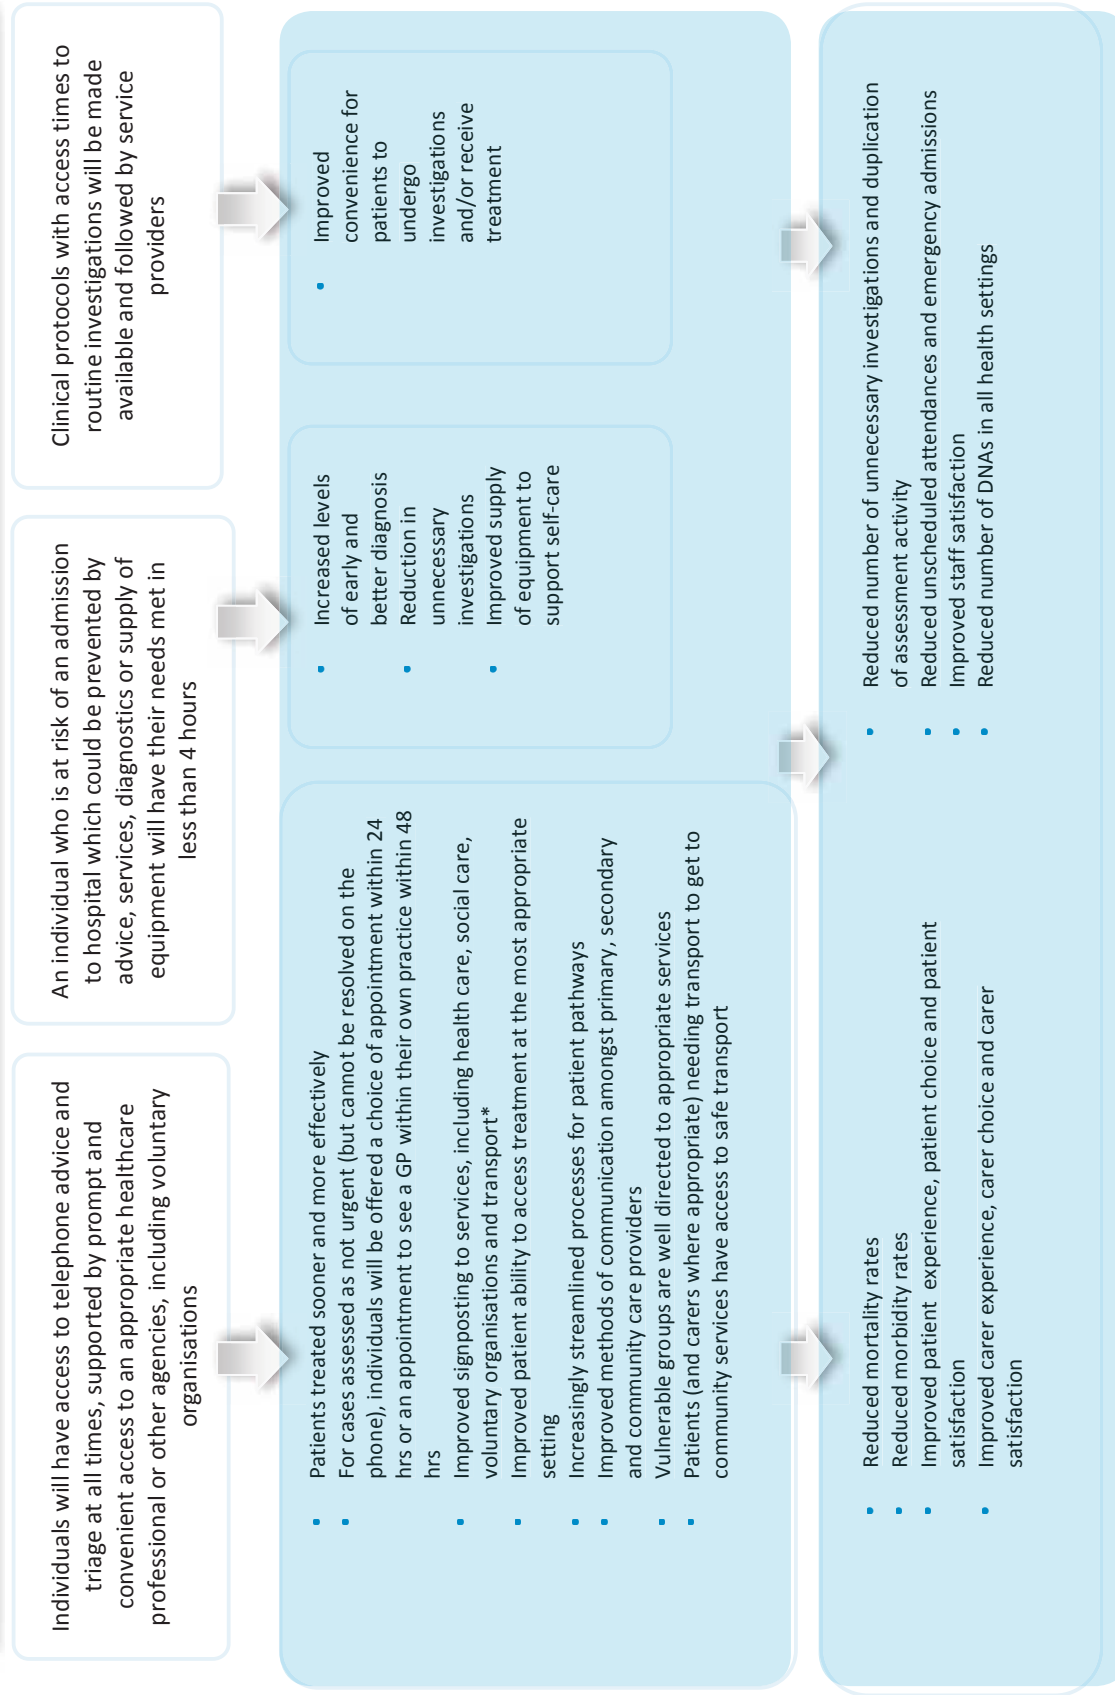 Individuals will have access to telephone advice and
triage at all times, supported by prompt and
convenient access to an appropriate healthcare
professional or other agencies, including voluntary
organisations
An individual who is at risk of an admission
to hospital which could be prevented by
advice, services, diagnostics or supply of
equipment will have their needs met in
less than 4 hours
Clinical protocols with access times to
routine investigations will be made
available and followed by service
providers
▪ Patients treated sooner and more effectively
▪ For cases assessed as not urgent (but cannot be resolved on the
phone), individuals will be offered a choice of appointment within 24
hrs or an appointment to see a GP within their own practice within 48
hrs
▪ Improved signposting to services, including health care, social care,
voluntary organisations and transport*
▪ Improved patient ability to access treatment at the most appropriate
setting
▪ Increasingly streamlined processes for patient pathways
▪ Improved methods of communication amongst primary, secondary
and community care providers
▪ Vulnerable groups are well directed to appropriate services
▪ Patients (and carers where appropriate) needing transport to get to
community services have access to safe transport
▪ Increased levels
of early and
better diagnosis
▪ Reduction in
unnecessary
investigations
▪ Improved supply
of equipment to
support self-care
▪ Improved
convenience for
patients to
undergo
investigations
and/or receive
treatment
▪ Reduced mortality rates
▪ Reduced morbidity rates
▪ Improved patient experience, patient choice and patient
satisfaction
▪ Improved carer experience, carer choice and carer
satisfaction
▪ Reduced number of unnecessary investigations and duplication
of assessment activity
▪ Reduced unscheduled attendances and emergency admissions
▪ Improved staff satisfaction
▪ Reduced number of DNAs in all health settings